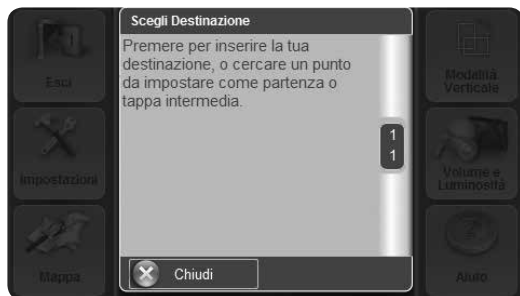 Scegli Destinazione
Premere per inserire la tua
destinazione, o cercare un punto
da impostare come partenza o
tappa intermedia.
1
1
Chiudi
Esci
Impostazioni
Mappa
Modalità
Verticale
Volume e
Luminosità
Aiuto